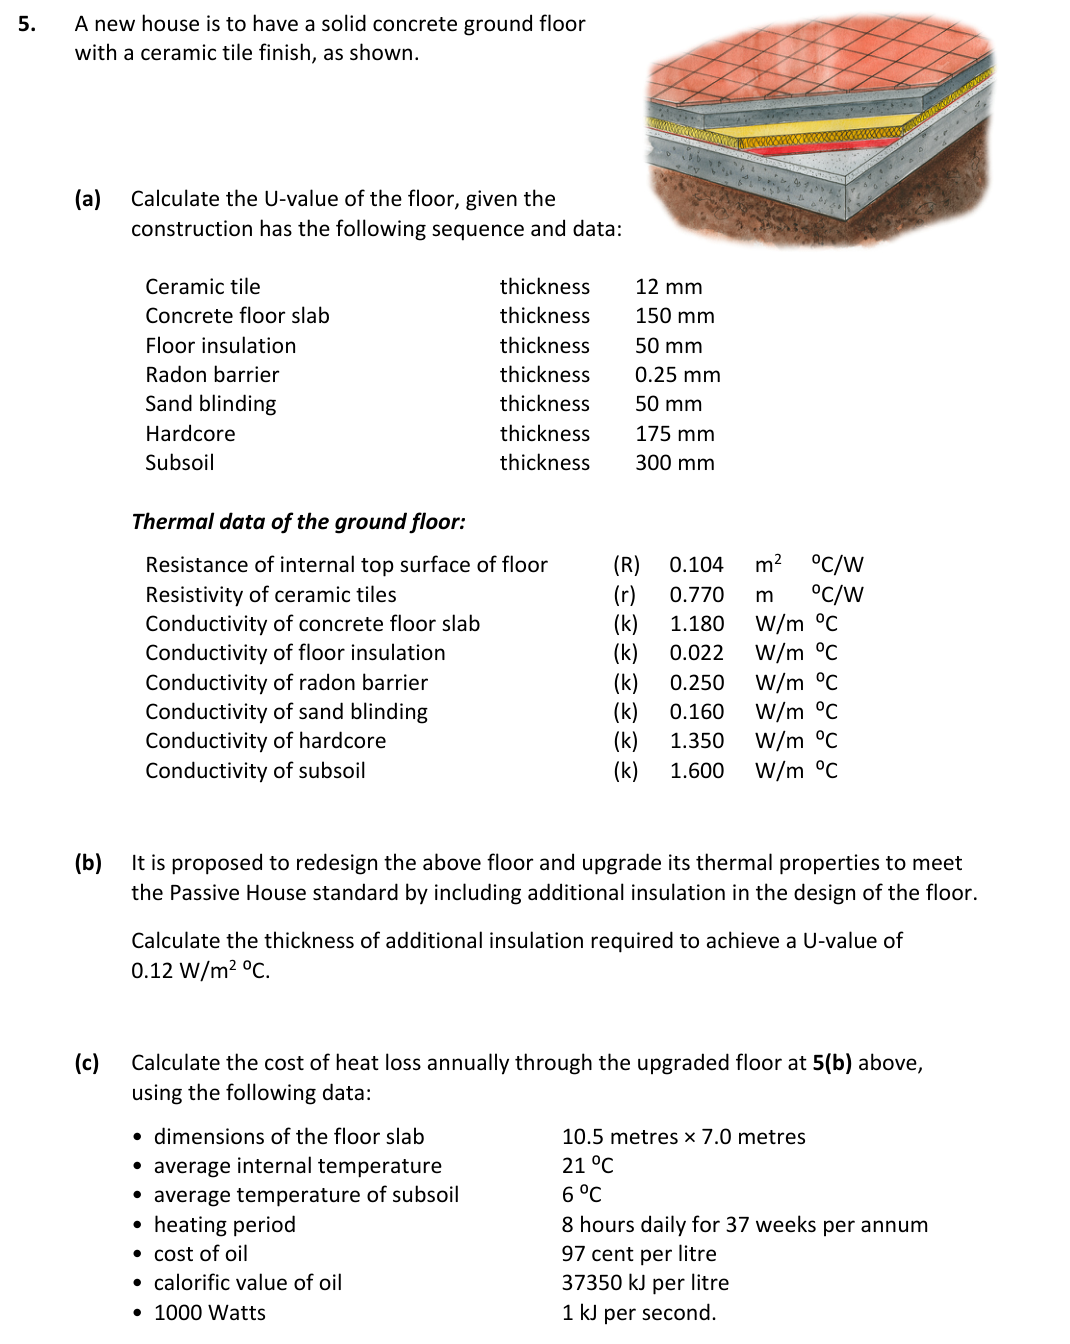 5. A new house is to have a solid concrete ground floor
with a ceramic tile finish, as shown.
(a) Calculate the U-value of the floor, given the
construction has the following sequence and data:
Ceramic tile thickness 12 mm
Concrete floor slab thickness 150 mm
Floor insulation thickness 50 mm
Radon barrier thickness 0.25 mm
Sand blinding thickness 50 mm
Hardcore thickness 175 mm
Subsoil thickness 300 mm
Thermal data of the ground floor:
Resistance of internal top surface of floor (R) 0.104 m² ⁰C/W
Resistivity of ceramic tiles (r) 0.770 m ⁰C/W
Conductivity of concrete floor slab (k) 1.180 W/m ⁰C
Conductivity of floor insulation (k) 0.022 W/m ⁰C
Conductivity of radon barrier (k) 0.250 W/m ⁰C
Conductivity of sand blinding (k) 0.160 W/m ⁰C
Conductivity of hardcore (k) 1.350 W/m ⁰C
Conductivity of subsoil (k) 1.600 W/m ⁰C
(b) It is proposed to redesign the above floor and upgrade its thermal properties to meet
the Passive House standard by including additional insulation in the design of the floor.
Calculate the thickness of additional insulation required to achieve a U-value of
0.12 W/m² ⁰C.
(c) Calculate the cost of heat loss annually through the upgraded floor at 5(b) above,
using the following data:
• dimensions of the floor slab 10.5 metres × 7.0 metres
• average internal temperature 21 ⁰C
• average temperature of subsoil 6 ⁰C
• heating period 8 hours daily for 37 weeks per annum
• cost of oil 97 cent per litre
• calorific value of oil 37350 kJ per litre
• 1000 Watts 1 kJ per second.